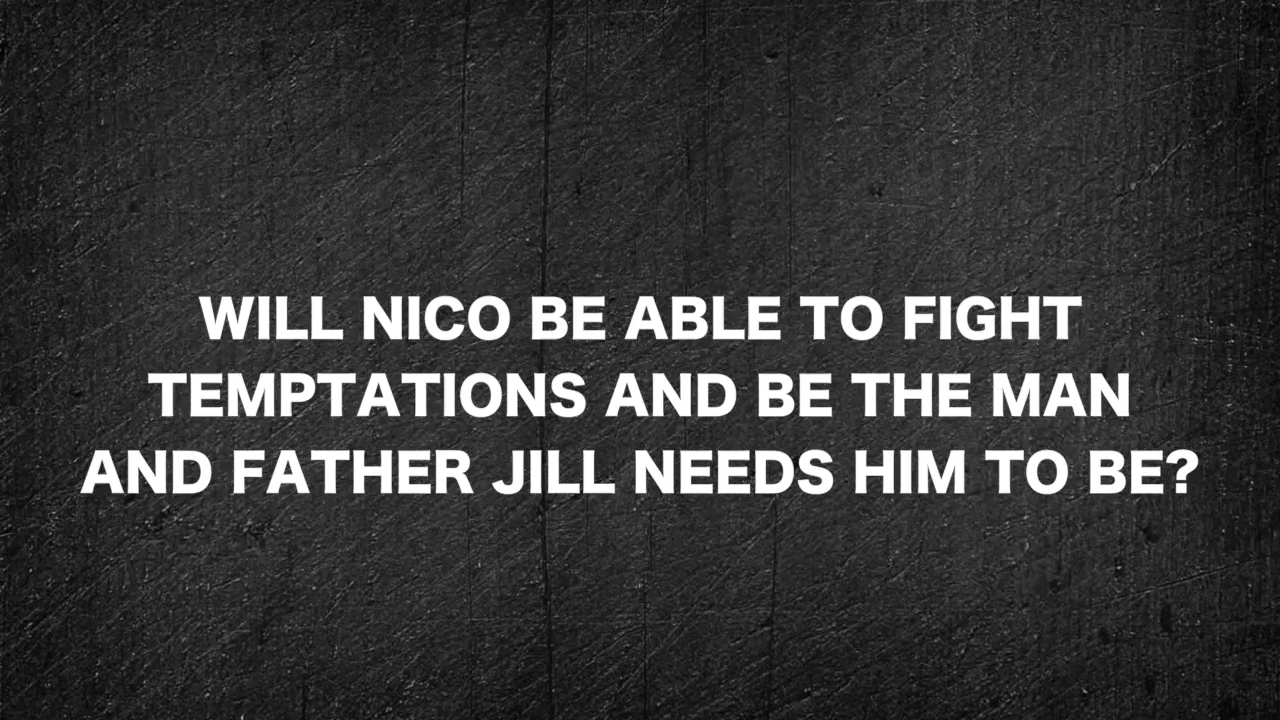 WILL NICO BE ABLE TO FIGHT
TEMPTATIONS AND BE THE MAN
AND FATHER JILL NEEDS HIM TO BE?